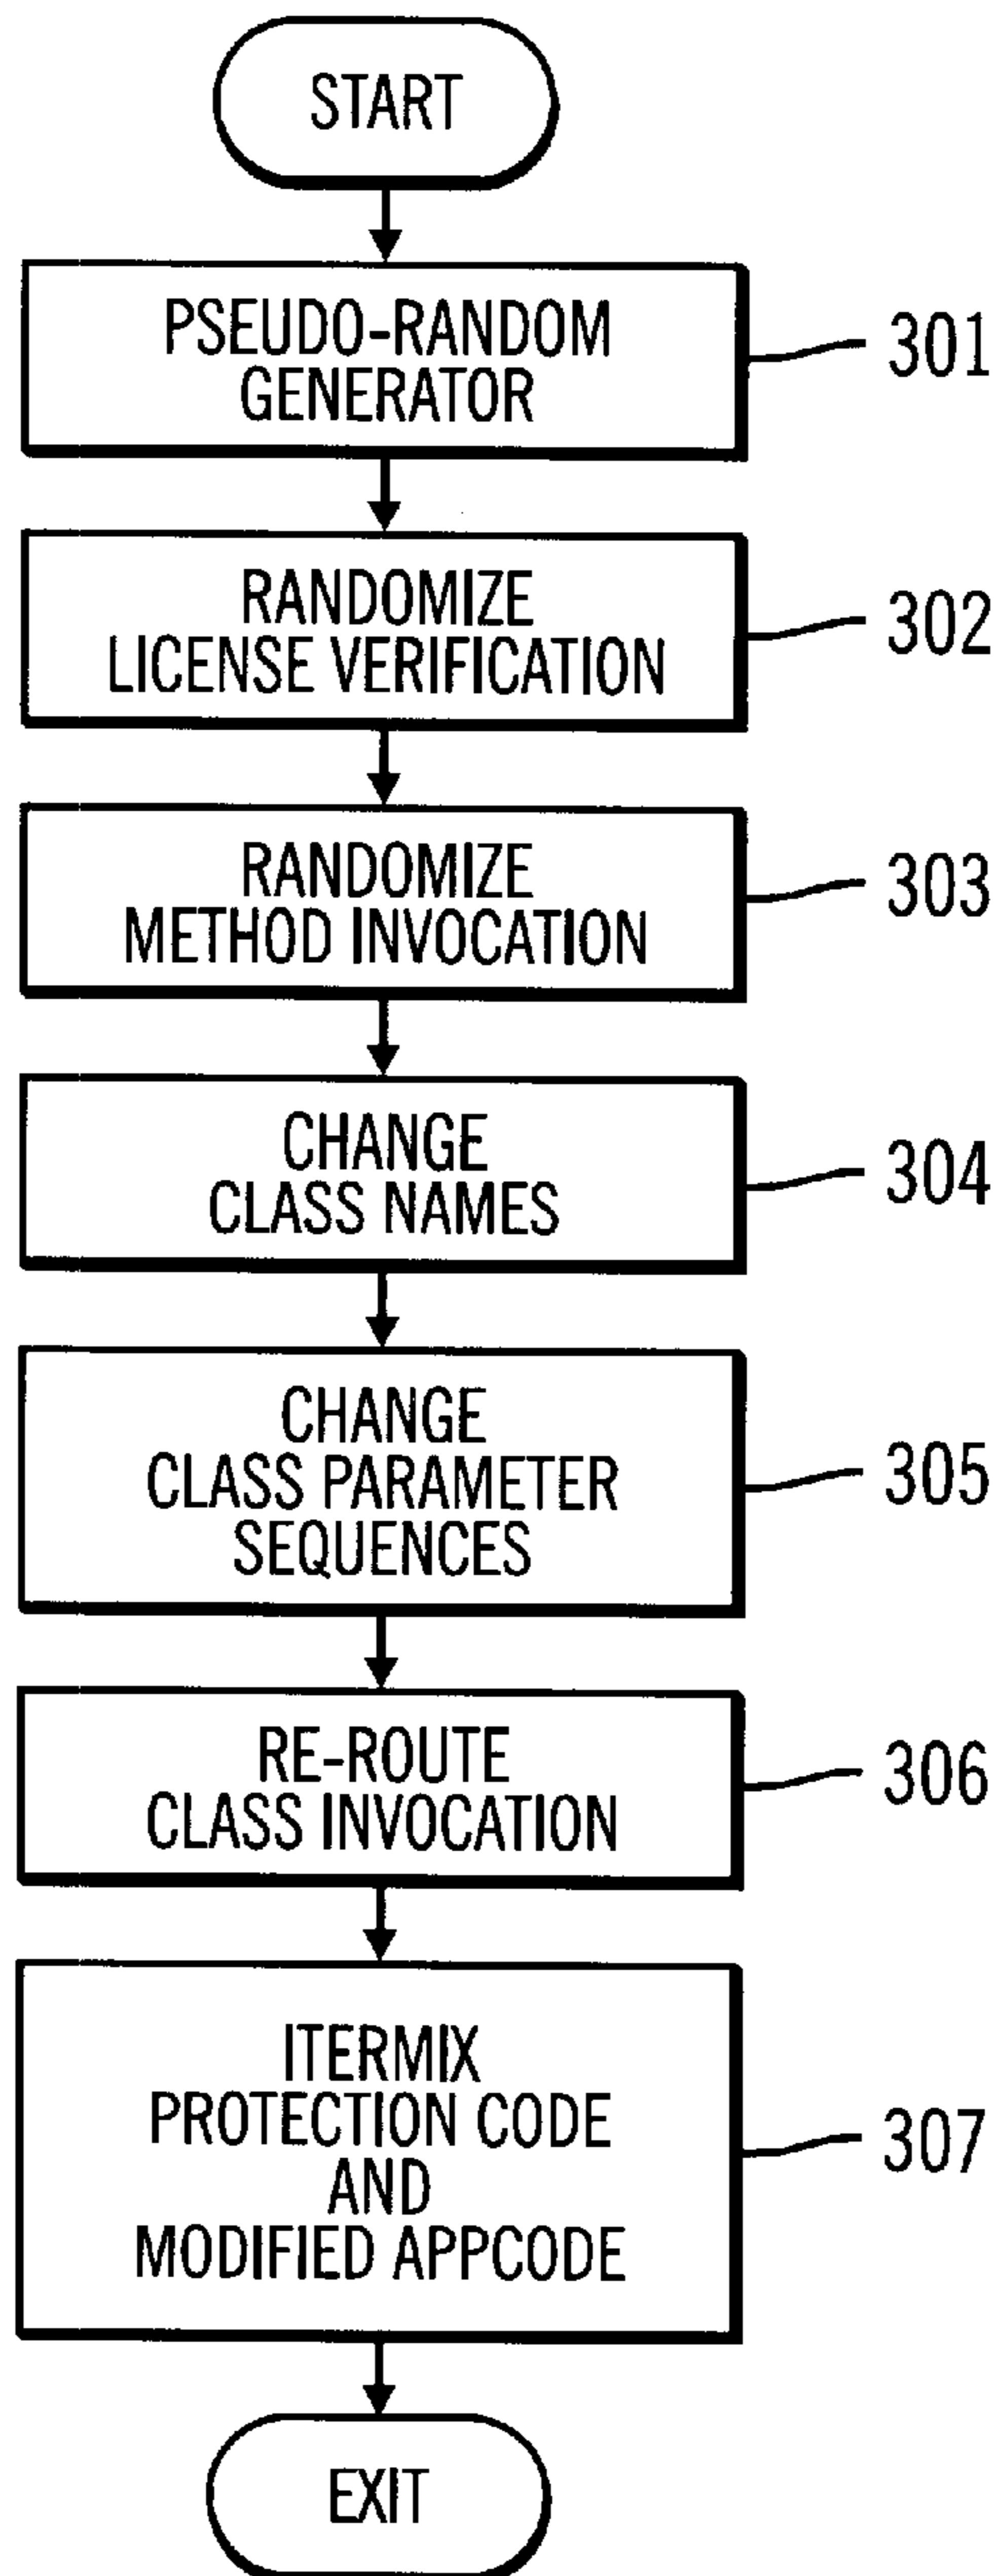 START
PSEUDO-RANDOM
GENERATOR
301
RANDOMIZE
LICENSE VERIFICATION
302
RANDOMIZE
METHOD INVOCATION
303
CHANGE
CLASS NAMES
304
CHANGE
CLASS PARAMETER
SEQUENCES
305
RE-ROUTE
CLASS INVOCATION
306
ITERMIX
PROTECTION CODE
AND
MODIFIED APPCODE
307
EXIT